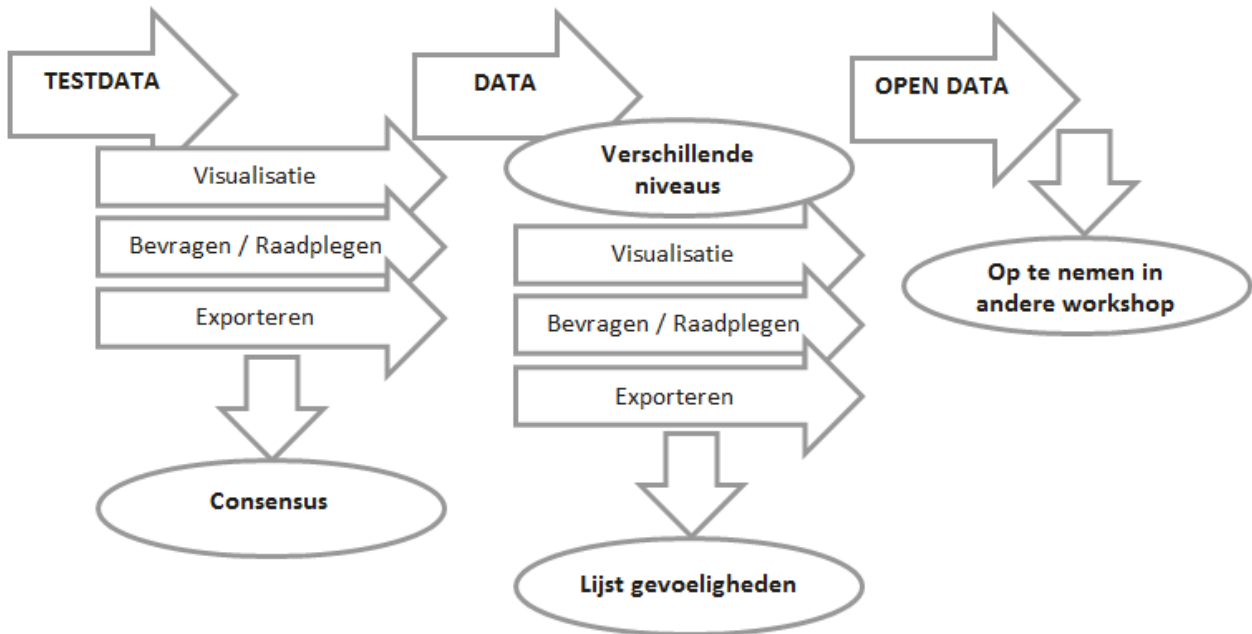 TESTDATA
Visualisatie
Bevragen / Raadplegen
Exporteren
Consensus
DATA
Verschillende
niveaus
Visualisatie
Bevragen / Raadplegen
Exporteren
Lijst gevoeligheden
OPEN DATA
Op te nemen in
andere workshop